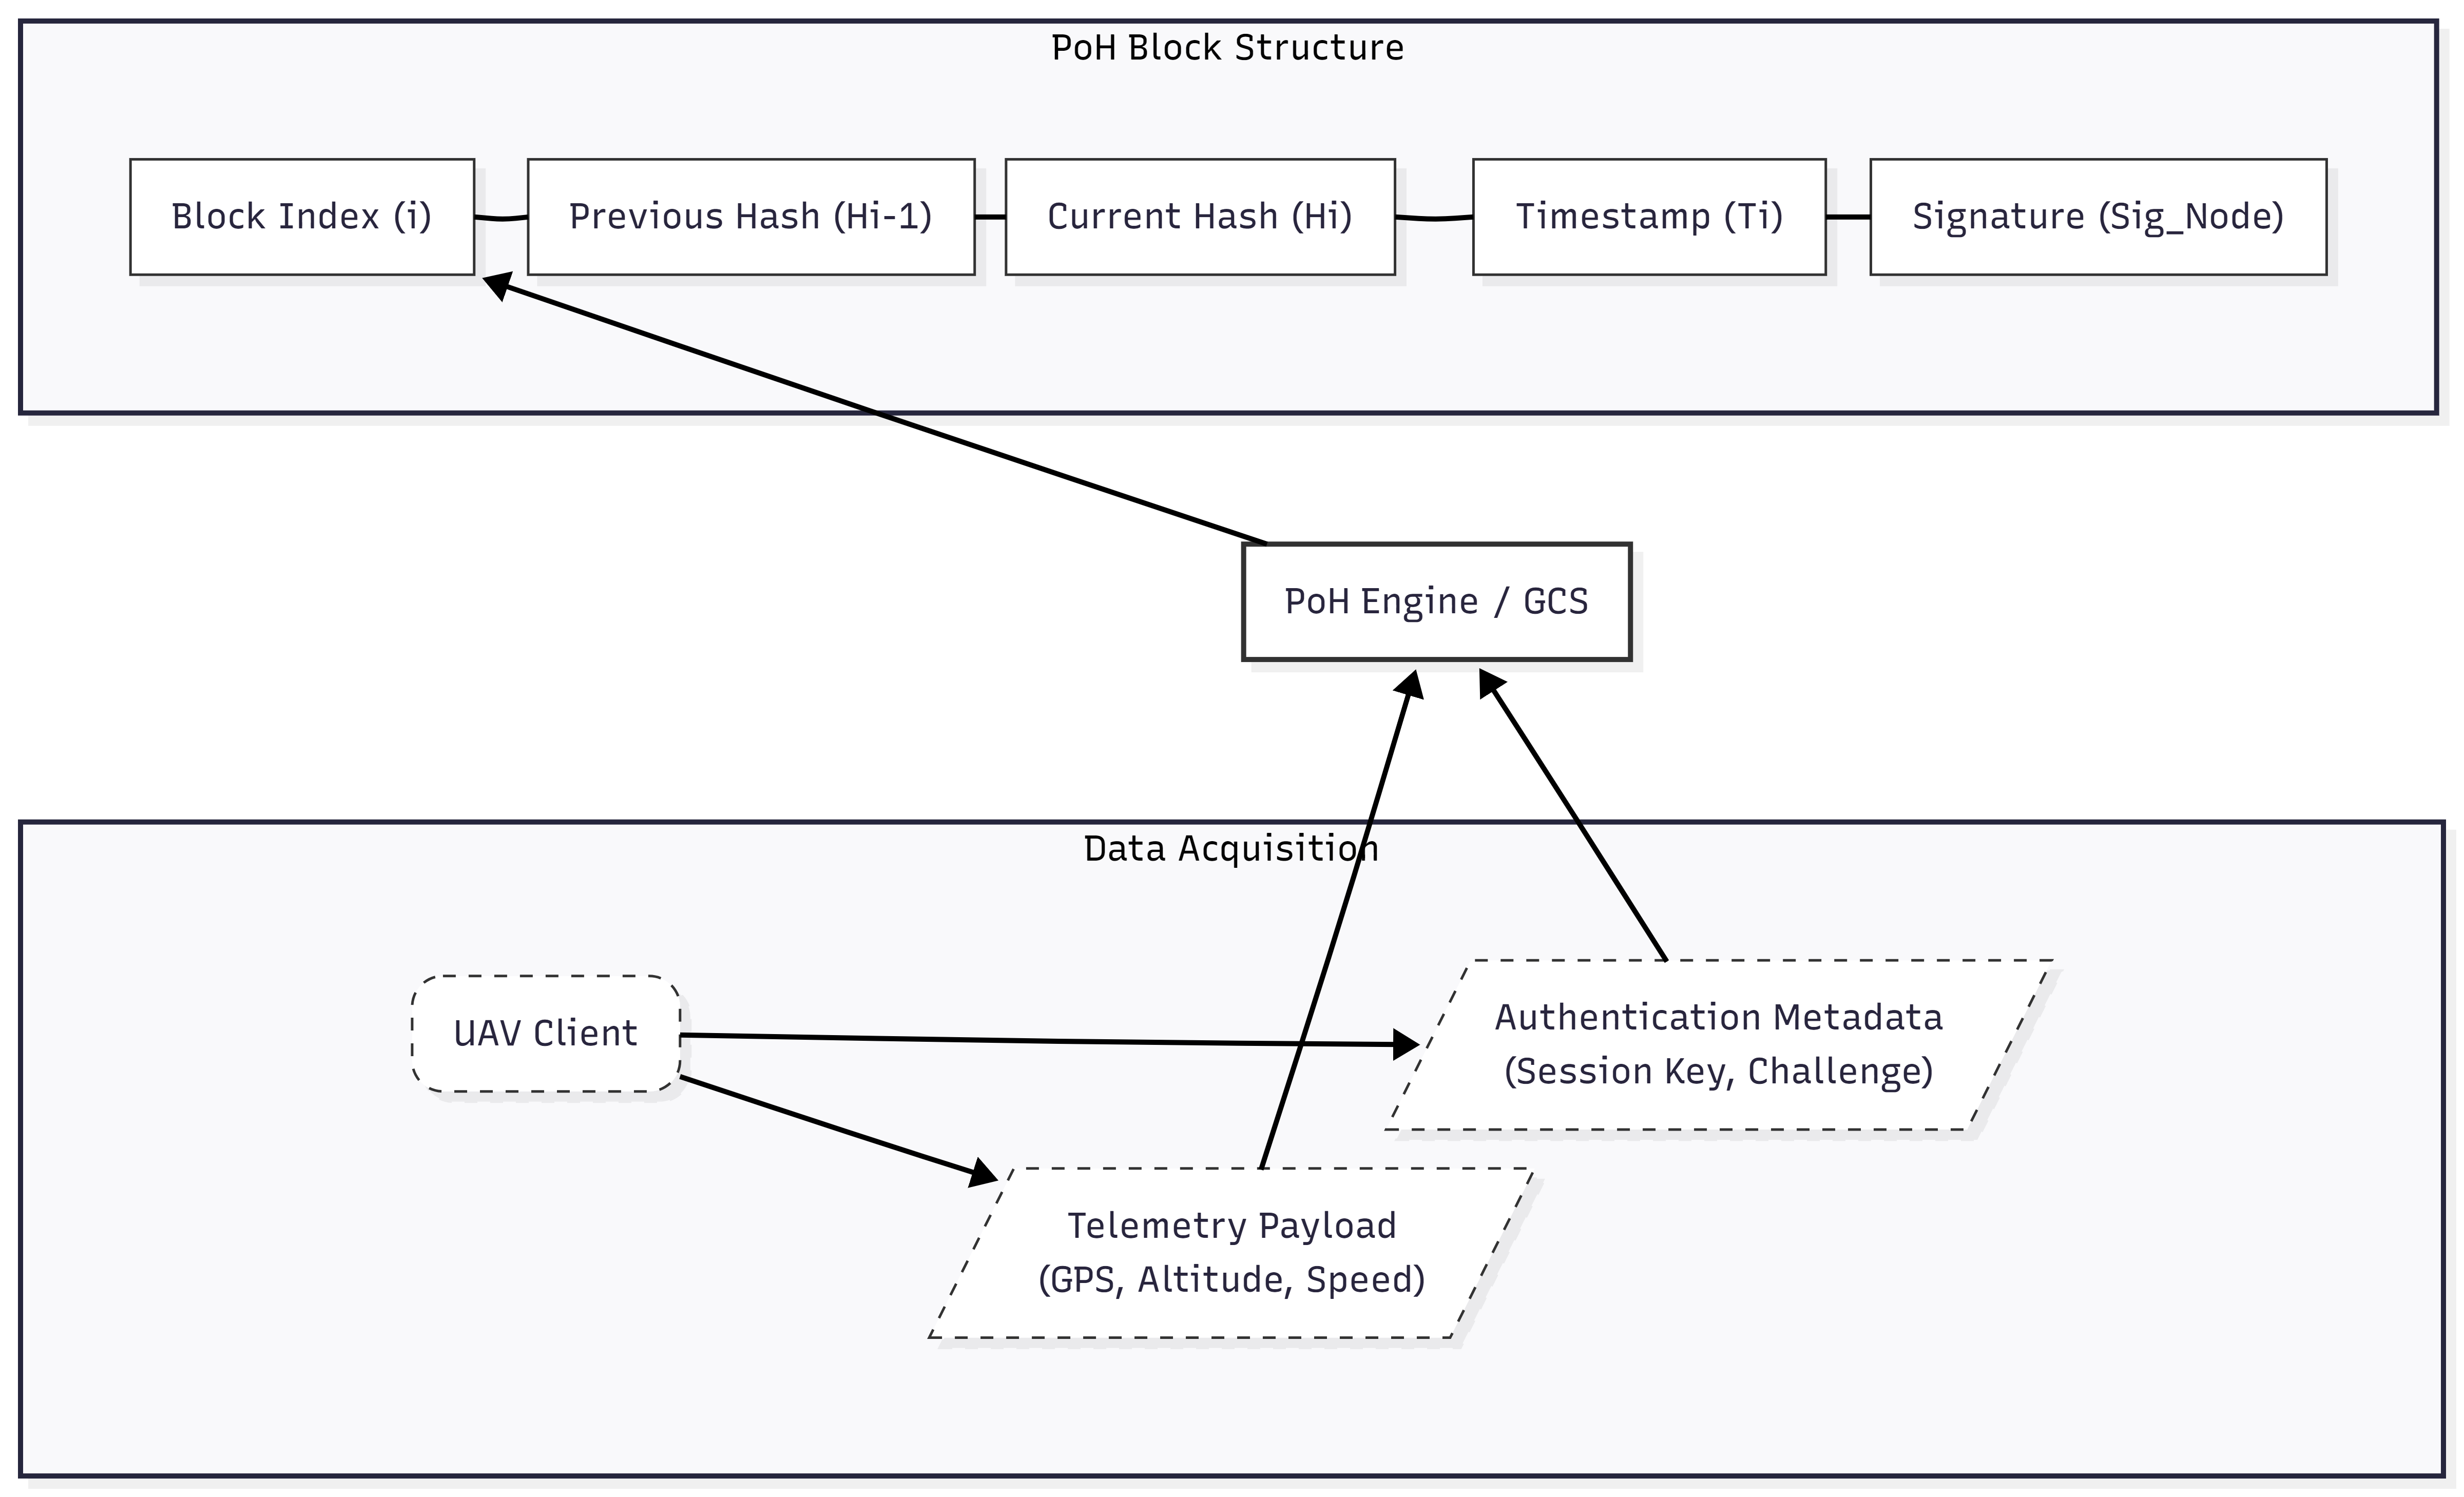 PoH Block Structure
Block Index (i)
Previous Hash (Hi-1)
Current Hash (Hi)
Timestamp (Ti)
Signature (Sig_Node)
PoH Engine / GCS
Data Acquisition
UAV Client
Authentication Metadata
(Session Key, Challenge)
Telemetry Payload
(GPS, Altitude, Speed)